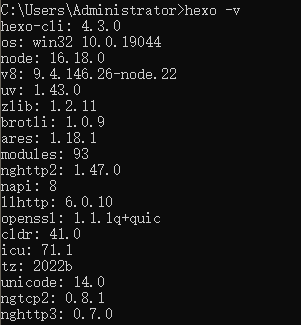 C:\Users\Administrator>hexo -v
hexo-cli: 4.3.0
os: win32 10.0.19044
node: 16.18.0
v8: 9.4.146.26-node.22
uv: 1.43.0
zlib: 1.2.11
brotli: 1.0.9
ares: 1.18.1
modules: 93
nghttp2: 1.47.0
napi: 8
llhttp: 6.0.10
openssl: 1.1.1q+quic
cldr: 41.0
icu: 71.1
tz: 2022b
unicode: 14.0
ngtcp2: 0.8.1
nghttp3: 0.7.0